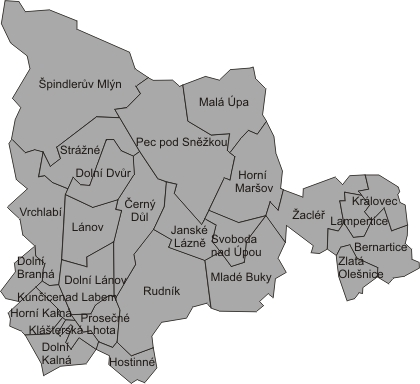 Špindlerův Mlýn
Malá Úpa
Pec pod Sněžkou
Strážné
Dolní Dvůr
Horní
Maršov
Vrchlabí
Černý
Důl
Lánov
Žacléř
Královec
Lampertice
Janské
Lázně
Svoboda
nad Úpou
Bernartice
Zlatá
Olešnice
Dolní
Branná
Dolní Lánov
Mladé Buky
Rudník
Kunčice nad Labem
Horní Kalná
Prosečné
Klášterská Lhota
Dolní
Kalná
Hostinné